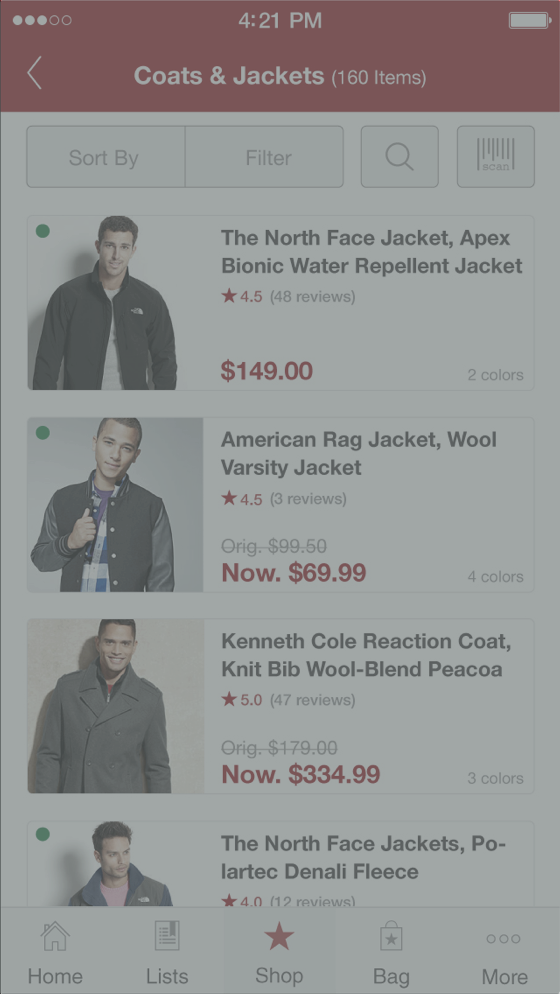 4:21 PM
Coats & Jackets (160 Items)
Sort By
Filter
scan
The North Face Jacket, Apex
Bionic Water Repellent Jacket
4.5 (48 reviews)
$149.00
2 colors
American Rag Jacket, Wool
Varsity Jacket
4.5 (3 reviews)
Orig. $99.50
Now. $69.99
4 colors
Kenneth Cole Reaction Coat,
Knit Bib Wool-Blend Peacoa
5.0 (47 reviews)
Orig. $179.00
Now. $334.99
3 colors
The North Face Jackets, Po-
lartec Denali Fleece
4.0 (12 reviews)
Home
Lists
Shop
Bag
More